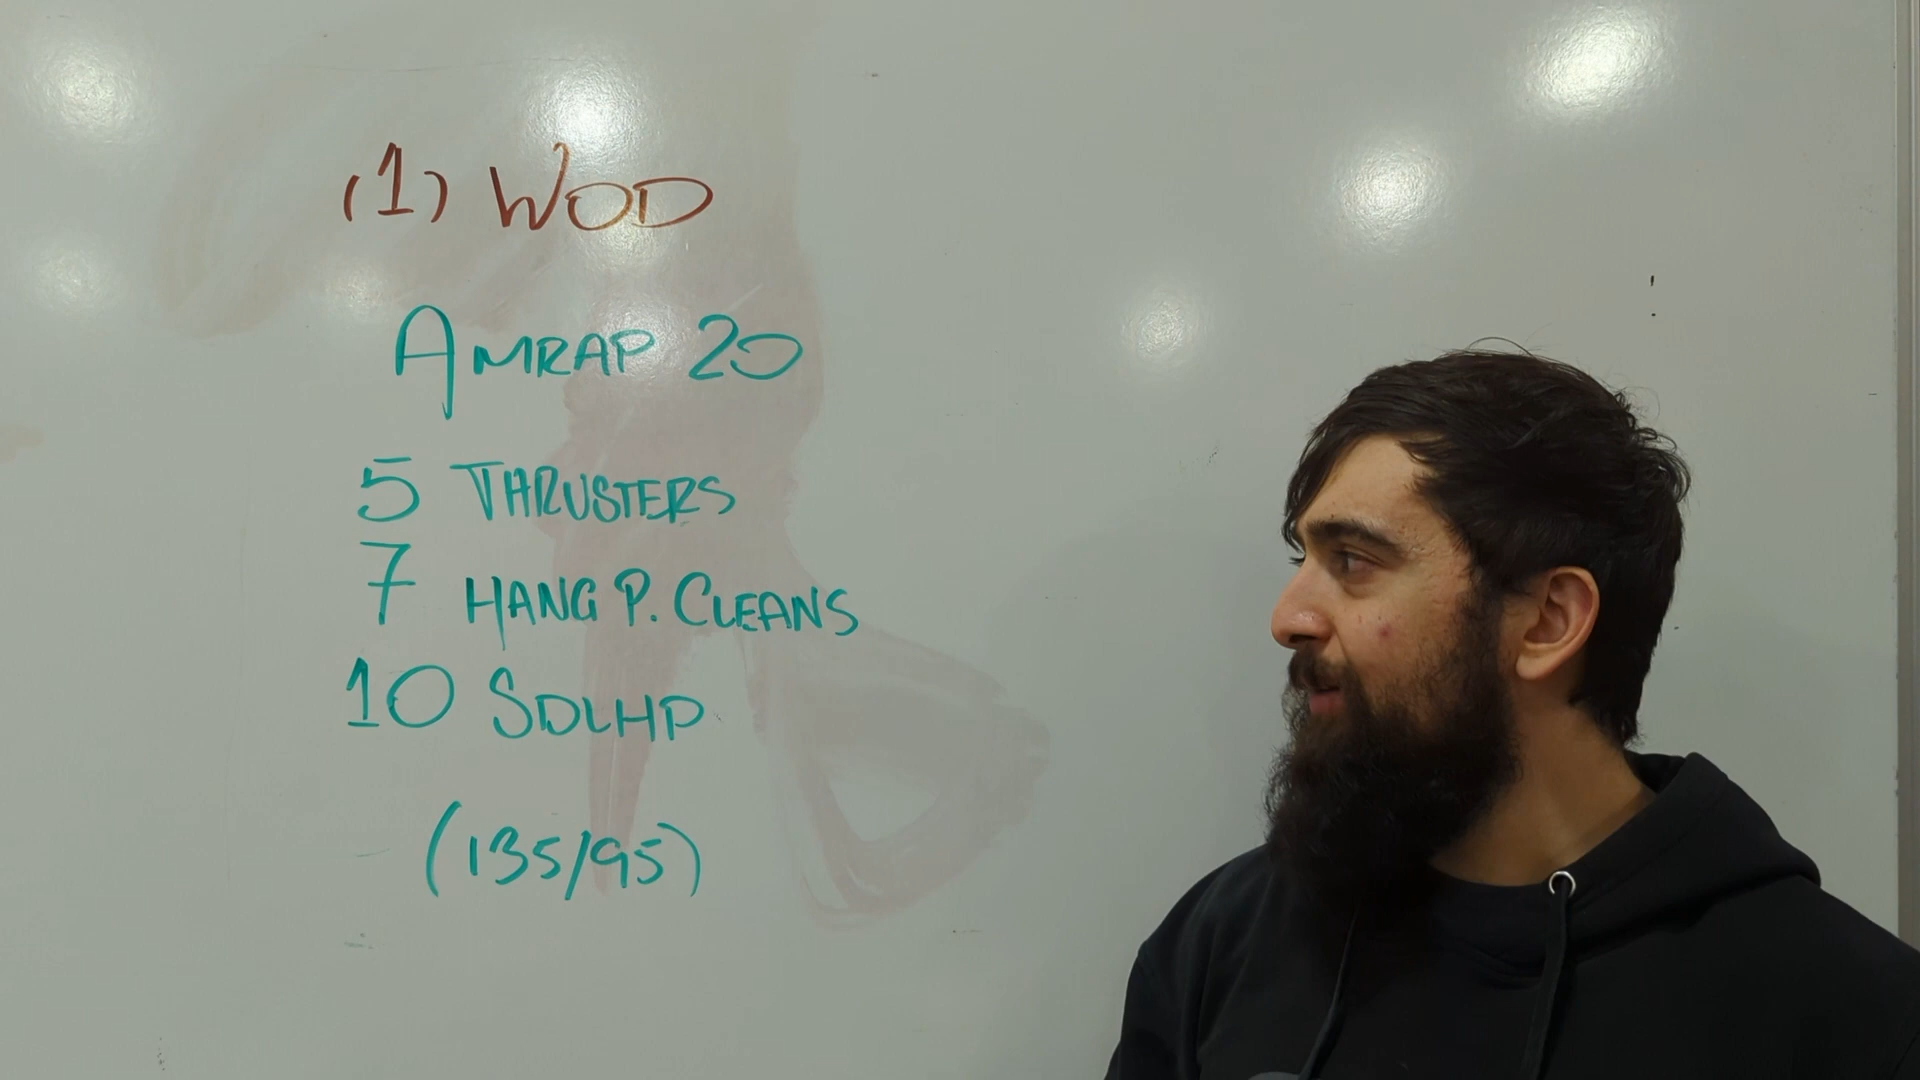 (1) WOD
AMRAP 20
5 THRUSTERS
7 HANG P. CLEANS
10 SDLHP
(135/95)